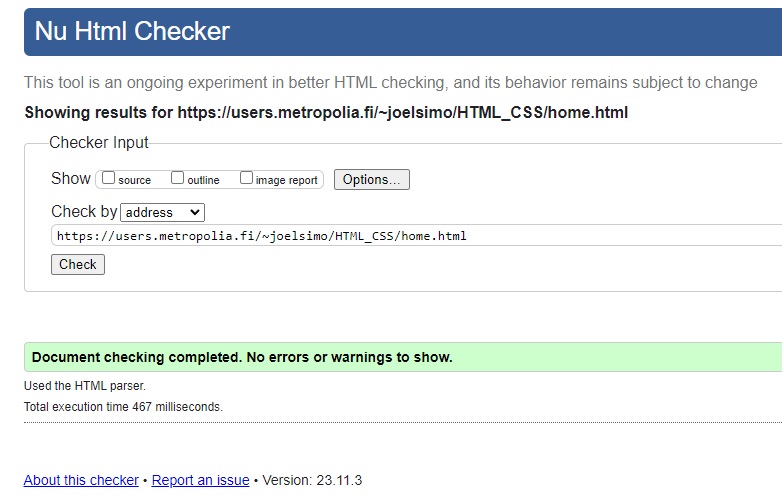 Nu Html Checker
This tool is an ongoing experiment in better HTML checking, and its behavior remains subject to change
Showing results for https://users.metropolia.fi/~joelsimo/HTML_CSS/home.html
Checker Input
Show source outline image report Options...
Check by address
https://users.metropolia.fi/~joelsimo/HTML_CSS/home.html
Check
Document checking completed. No errors or warnings to show.
Used the HTML parser.
Total execution time 467 milliseconds.
About this checker • Report an issue • Version: 23.11.3